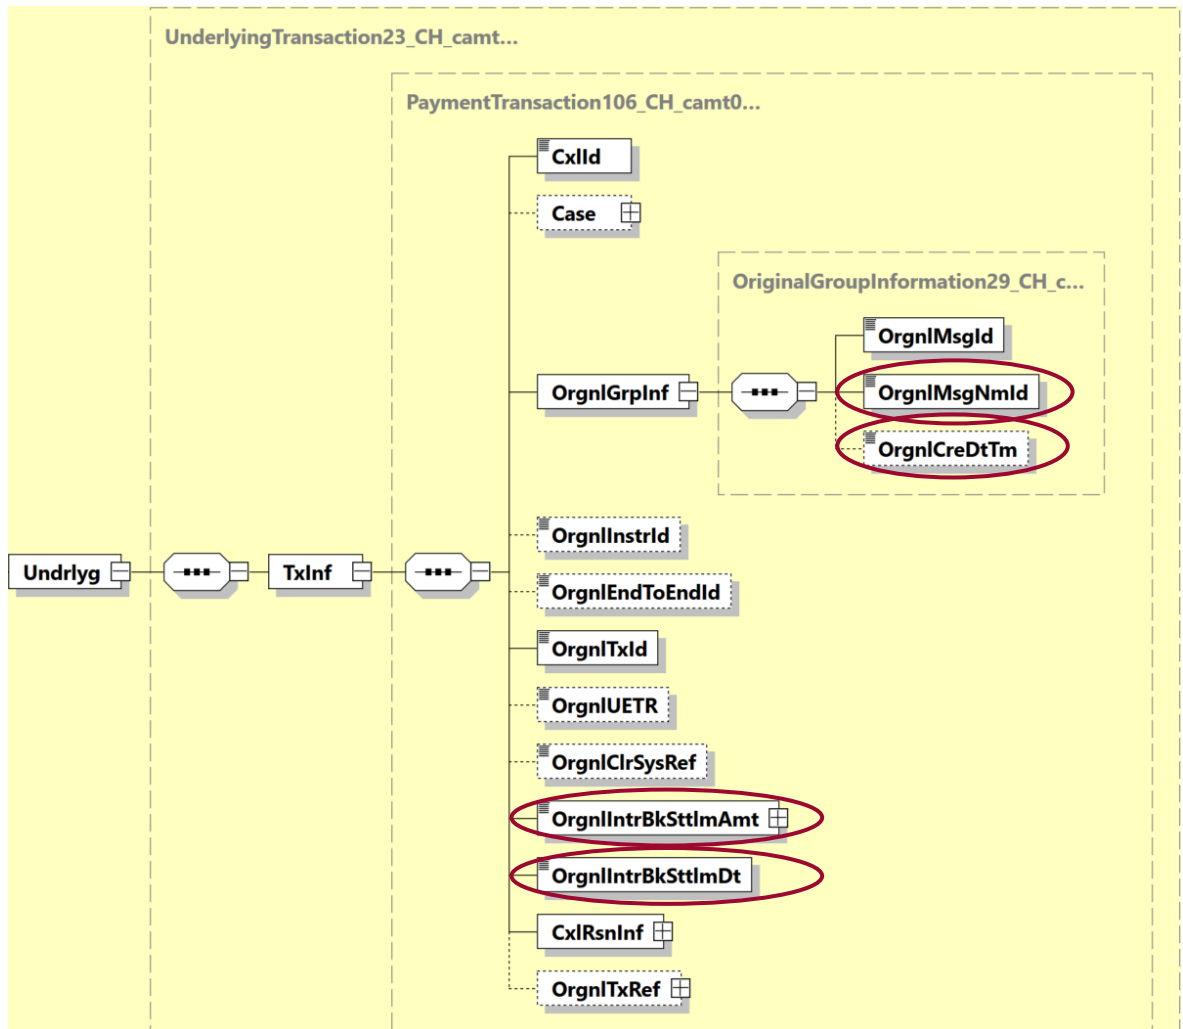 UnderlyingTransaction23_CH_camt...
PaymentTransaction106_CH_camt0...
CxlId
Case
OriginalGroupInformation29_CH_c...
OrgnlMsgId
OrgnlGrpInf
OrgnlMsgNmId
OrgnlCreDtTm
OrgnlInstrId
Undrlyg
TxInf
OrgnlEndToEndId
OrgnlTxId
OrgnlUETR
OrgnlClrSysRef
OrgnlIntrBkSttlmAmt
OrgnlIntrBkSttlmDt
CxlRsnInf
OrgnlTxRef